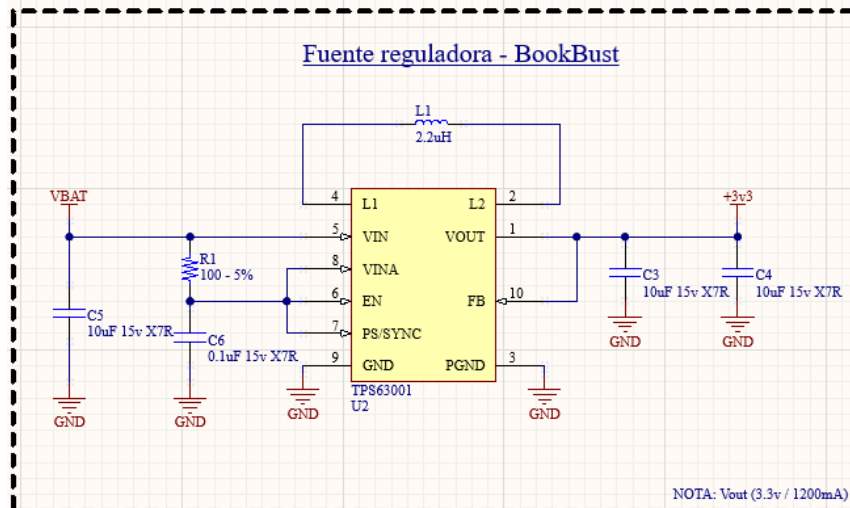 Fuente reguladora - BookBust
L1
2.2uH
VBAT
+3v3
4
L1
L2
2
5
VIN
VOUT
1
R1
100 - 5%
8
VINA
6
EN
FB
10
7
PS/SYNC
9
GND
PGND
3
C5
10uF 15v X7R
C6
0.1uF 15v X7R
C3
10uF 15v X7R
C4
10uF 15v X7R
GND
GND
TPS63001
U2
GND
GND
GND
GND
NOTA: Vout (3.3v / 1200mA)